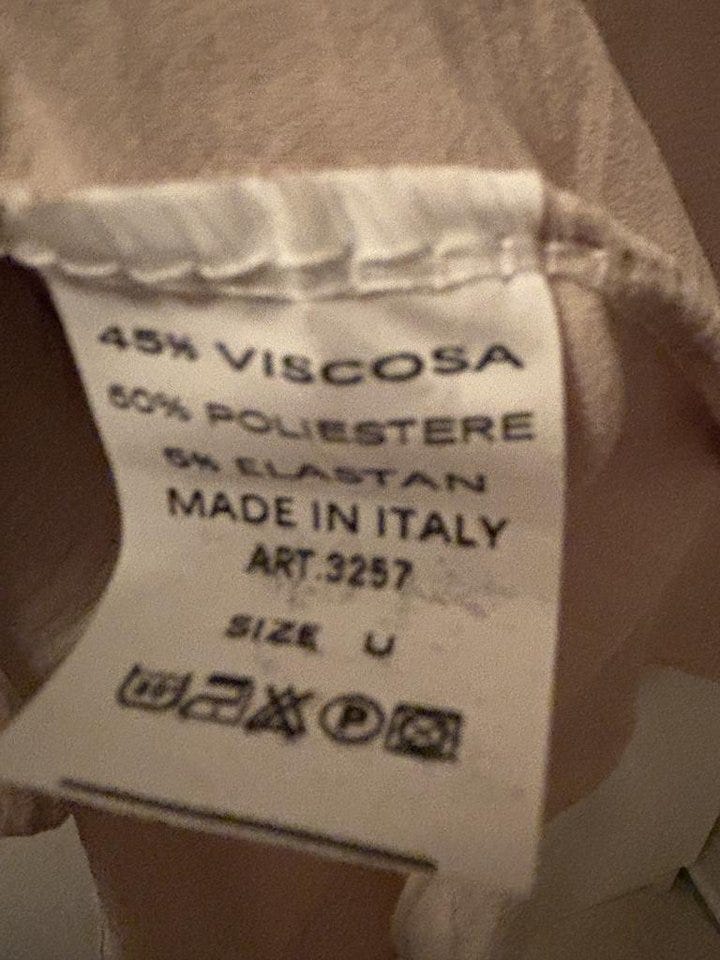 45% VISCOSA
50% POLIESTERE
5% ELASTAN
MADE IN ITALY
ART.3257
SIZE U
P